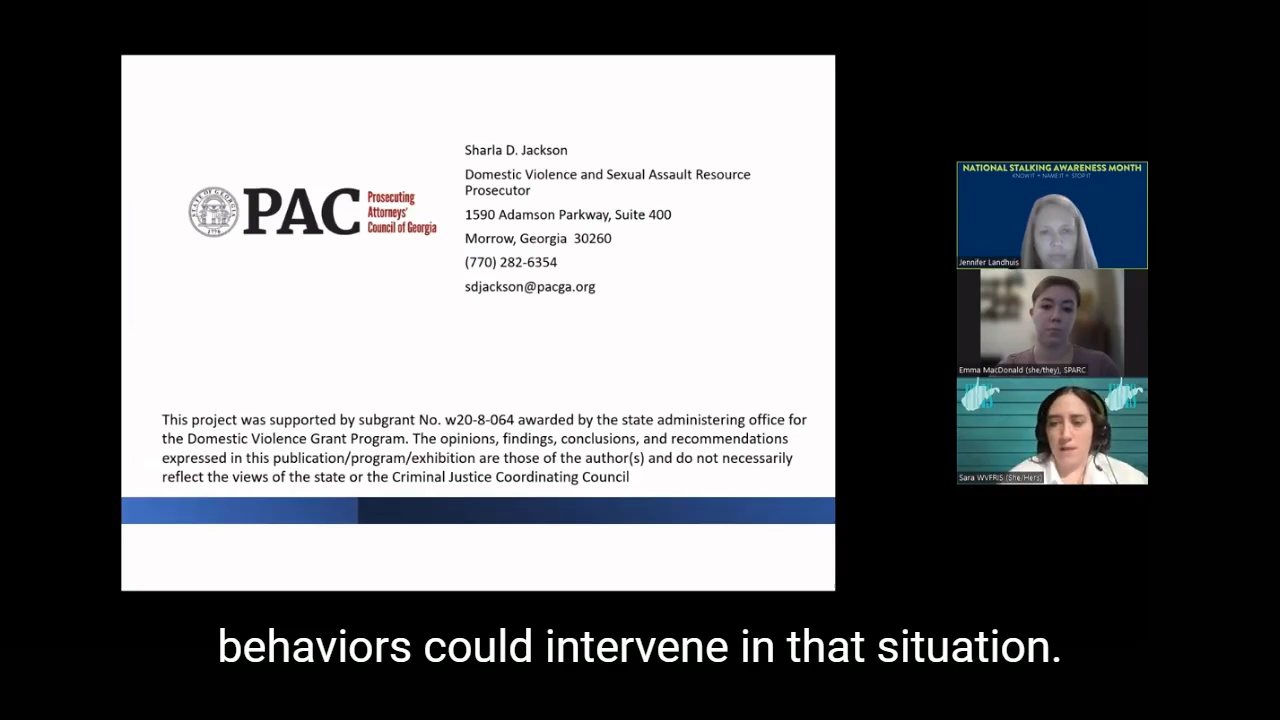 Sharla D. Jackson
Domestic Violence and Sexual Assault Resource
Prosecutor
1590 Adamson Parkway, Suite 400
Morrow, Georgia 30260
(770) 282-6354
sdjackson@pacga.org
STATE OF GEORGIA
1776
PAC
Prosecuting
Attorneys'
Council of Georgia
This project was supported by subgrant No. w20-8-064 awarded by the state administering office for
the Domestic Violence Grant Program. The opinions, findings, conclusions, and recommendations
expressed in this publication/program/exhibition are those of the author(s) and do not necessarily
reflect the views of the state or the Criminal Justice Coordinating Council
NATIONAL STALKING AWARENESS MONTH
KNOW IT • NAME IT • STOP IT
Jennifer Landhuis
Emma MacDonald (she/they), SPARC
Sara WVFRIS (She/Hers)
behaviors could intervene in that situation.